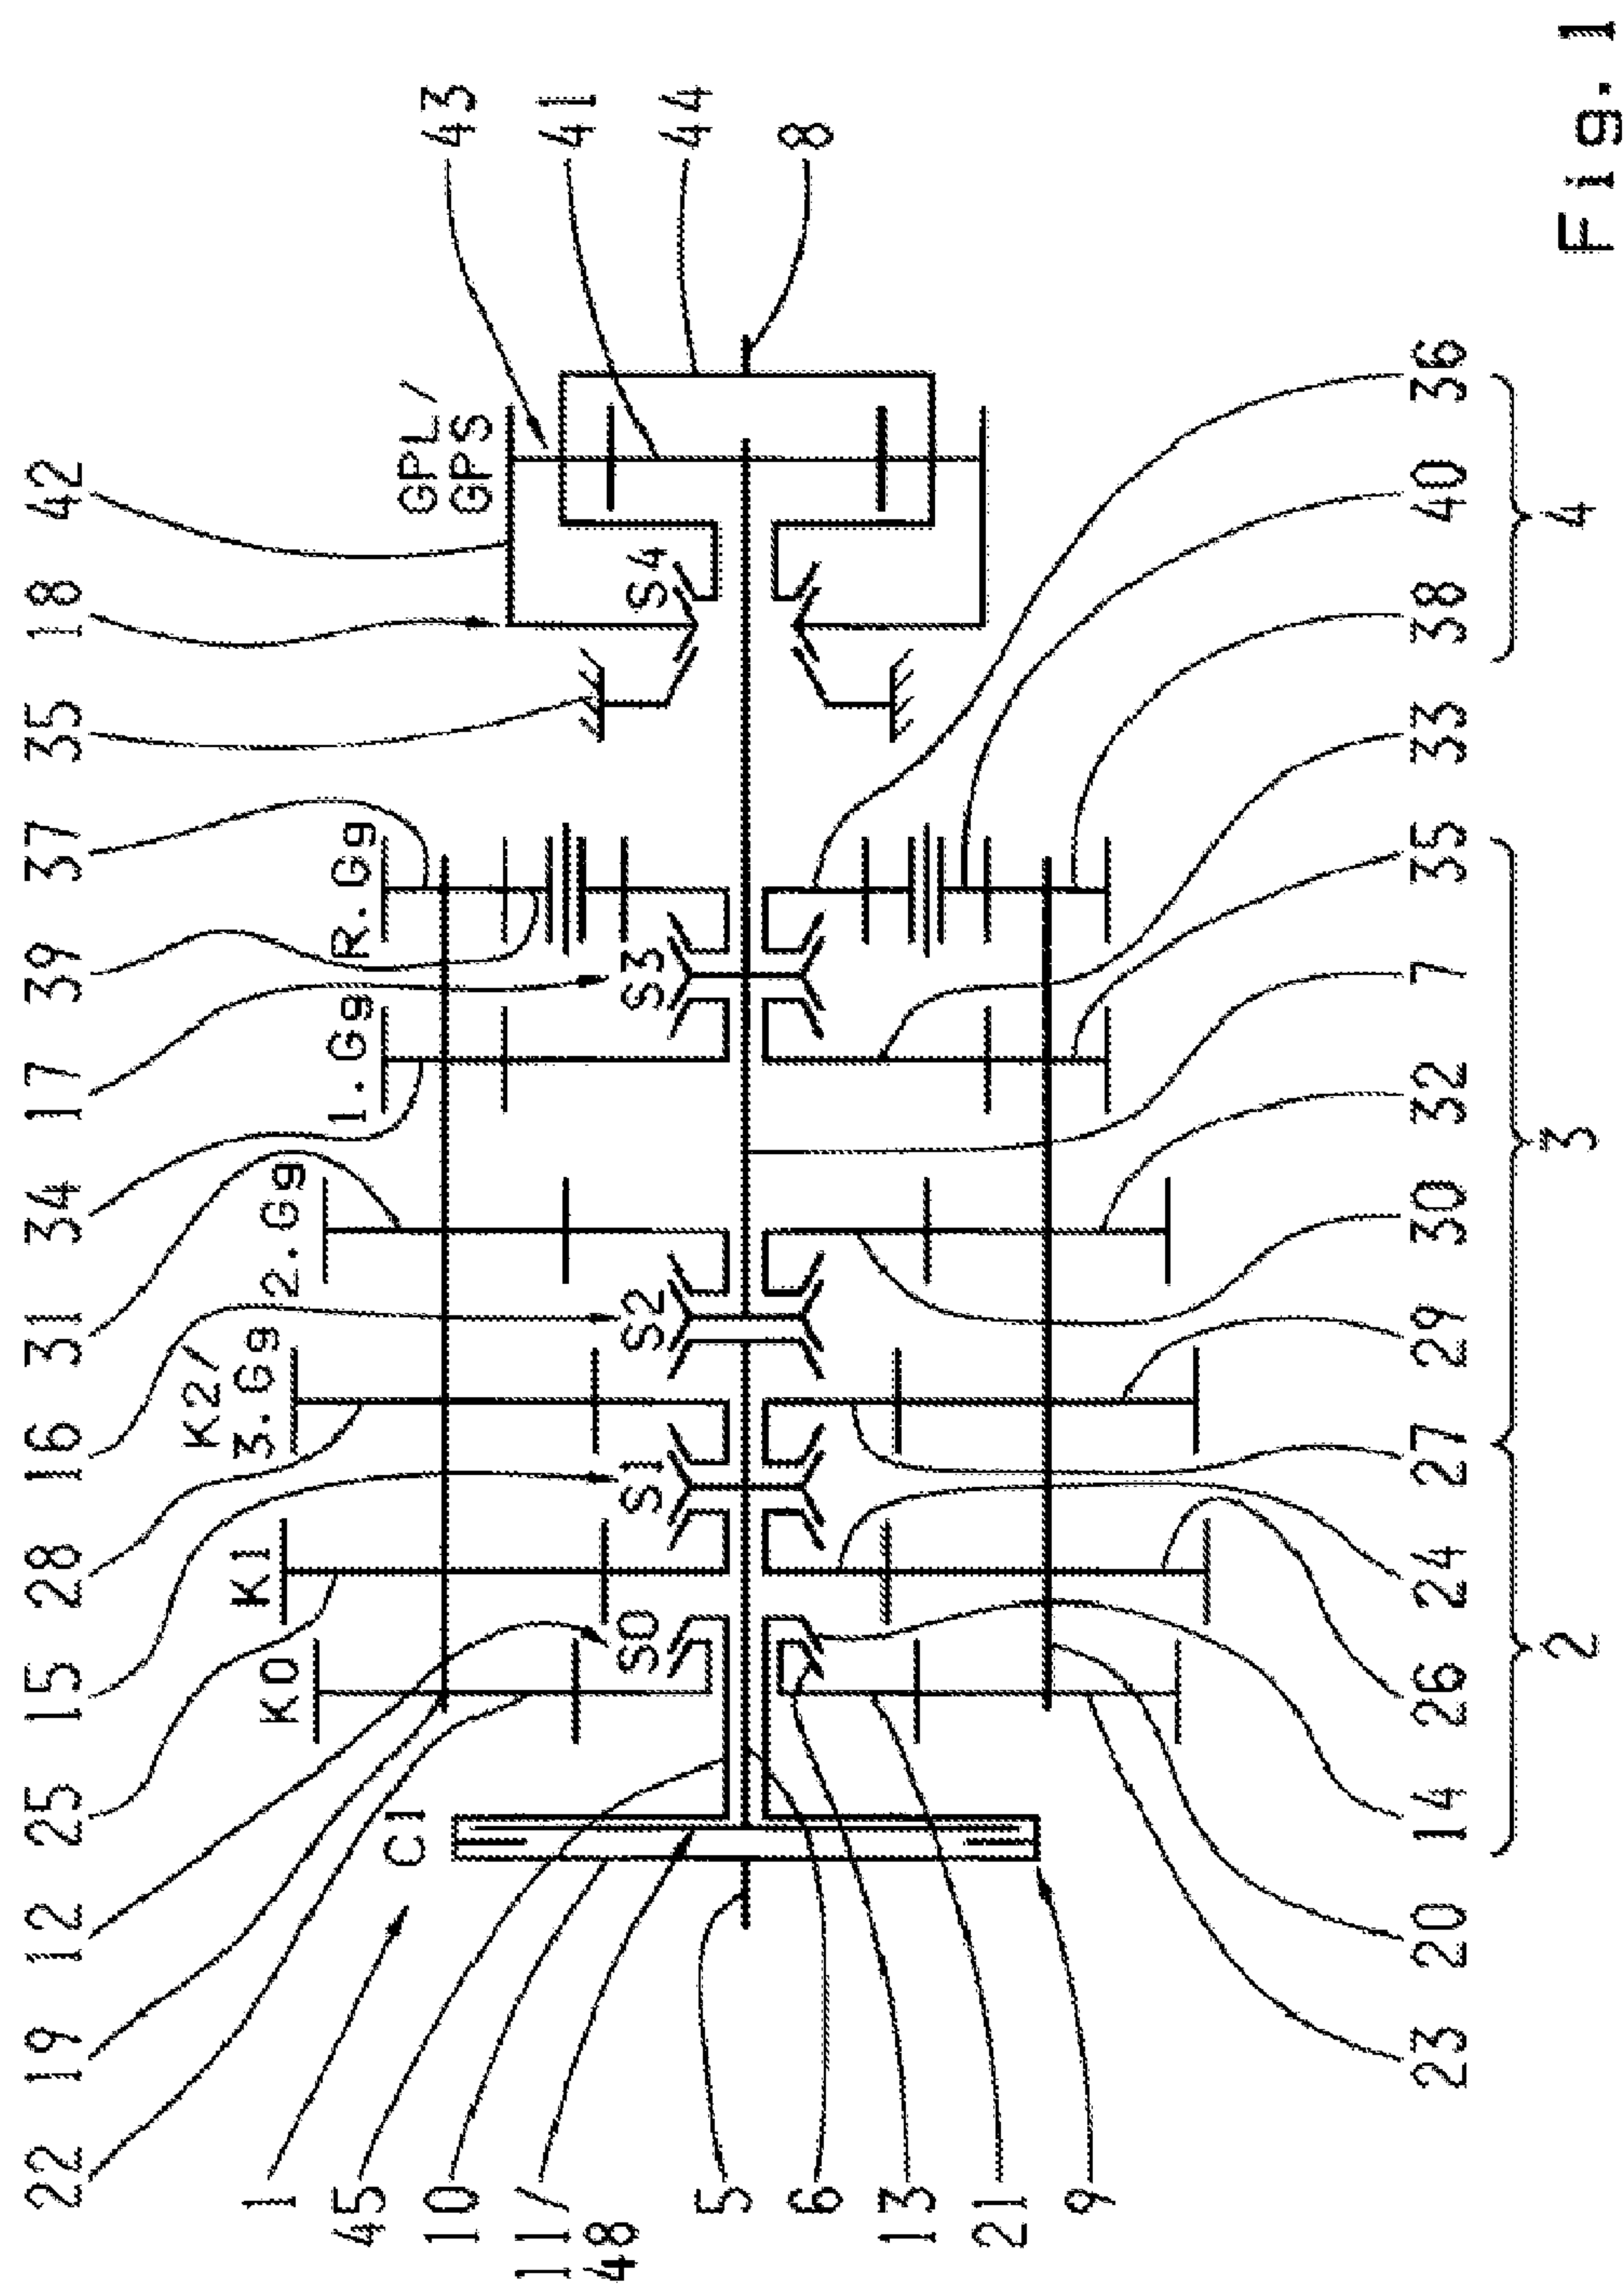 22 19 12 25 15 28 16 31 34 17 39 37 35 18 42
K2/
3.Gg
2.Gg
K1
K0
1.Gg
R.Gg
C1
GPL/
GPS
S0
S1
S2
S3
S4
1
45
10
11/
48
5
6
13
21
9
43
41
44
8
23 20 14 26 24 27 29 30 32 7 35 33 38 40 36
2 3 4
Fig. 1